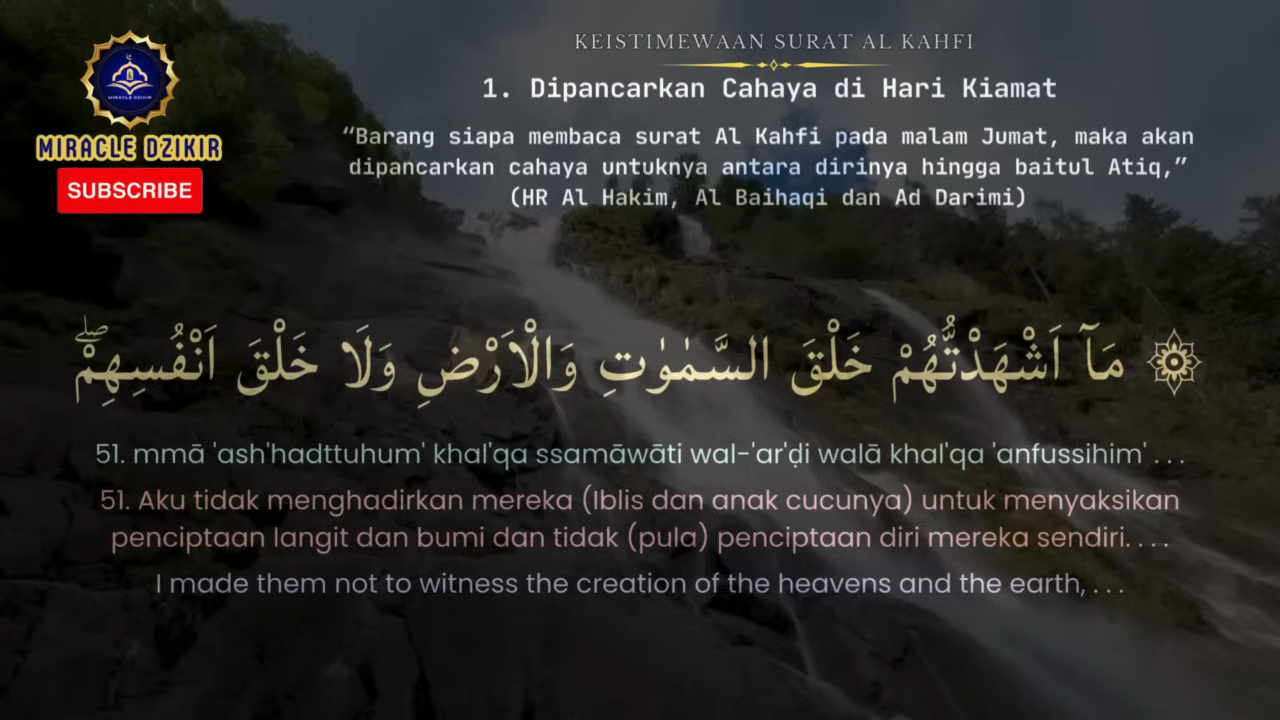 KEISTIMEWAAN SURAT AL KAHFI
1. Dipancarkan Cahaya di Hari Kiamat
“Barang siapa membaca surat Al Kahfi pada malam Jumat, maka akan
dipancarkan cahaya untuknya antara dirinya hingga baitul Atiq,”
(HR Al Hakim, Al Baihaqi dan Ad Darimi)
MIRACLE DZIKIR
MIRACLE DZIKIR
SUBSCRIBE
۞ مَآ اَشْهَدْتُّهُمْ خَلْقَ السَّمٰوٰتِ وَالْاَرْضِ وَلَا خَلْقَ اَنْفُسِهِمْۖ
51. mmā 'ash'hadttuhum' khal'qa ssamāwāti wal-'ar'ḍi walā khal'qa 'anfussihim' . . .
51. Aku tidak menghadirkan mereka (Iblis dan anak cucunya) untuk menyaksikan
penciptaan langit dan bumi dan tidak (pula) penciptaan diri mereka sendiri. . . .
I made them not to witness the creation of the heavens and the earth, . . .